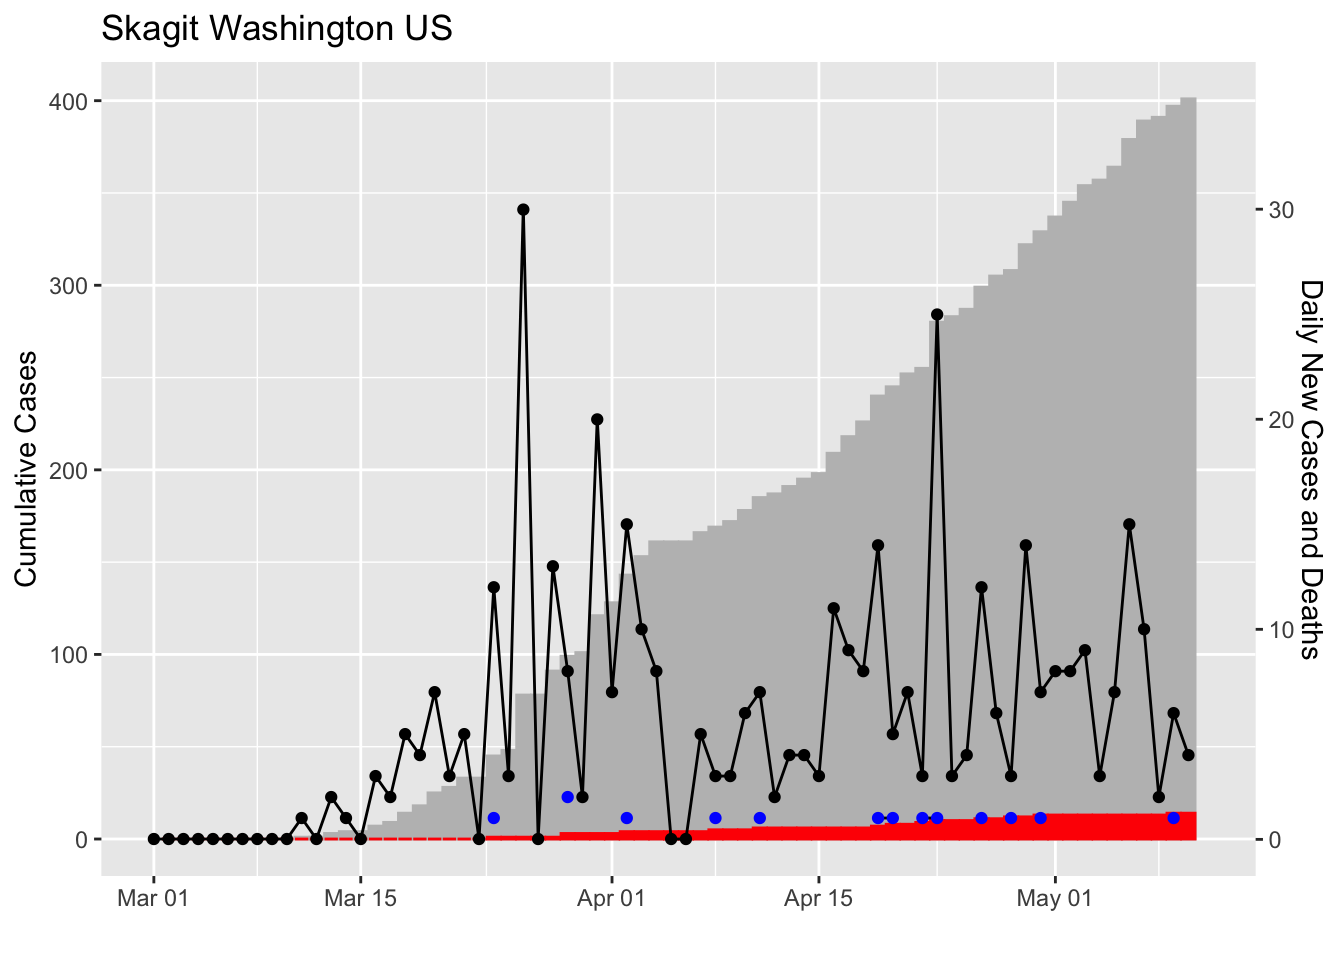 Skagit Washington US
400
300
200
100
0
Cumulative Cases
30
20
10
0
Daily New Cases and Deaths
Mar 01
Mar 15
Apr 01
Apr 15
May 01